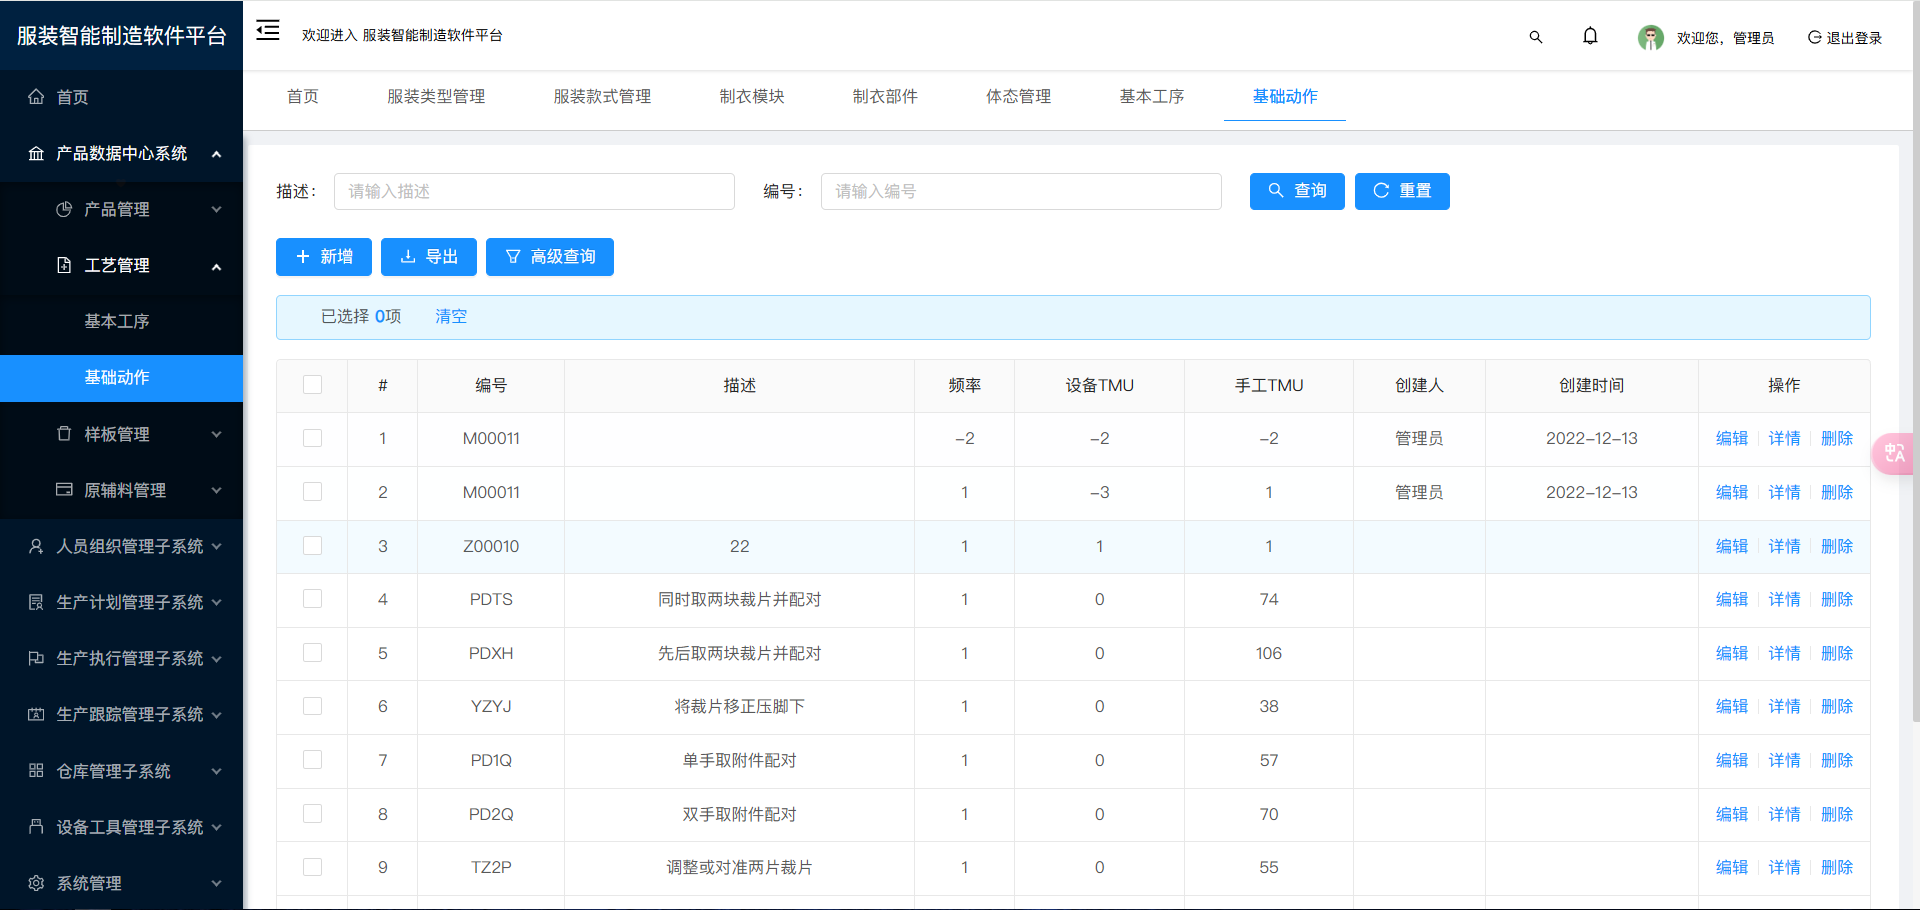 服装智能制造软件平台
欢迎进入 服装智能制造软件平台
欢迎您，管理员
退出登录
首页
产品数据中心系统
产品管理
工艺管理
基本工序
基础动作
样板管理
原辅料管理
人员组织管理子系统
生产计划管理子系统
生产执行管理子系统
生产跟踪管理子系统
仓库管理子系统
设备工具管理子系统
系统管理
首页 服装类型管理 服装款式管理 制衣模块 制衣部件 体态管理 基本工序 基础动作
描述： 请输入描述 编号： 请输入编号 查询 重置
新增 导出 高级查询
已选择 0项 清空
# 编号 描述 频率 设备TMU 手工TMU 创建人 创建时间 操作
1 M00011 -2 -2 -2 管理员 2022-12-13 编辑 详情 删除
2 M00011 1 -3 1 管理员 2022-12-13 编辑 详情 删除
3 Z00010 22 1 1 1 编辑 详情 删除
4 PDTS 同时取两块裁片并配对 1 0 74 编辑 详情 删除
5 PDXH 先后取两块裁片并配对 1 0 106 编辑 详情 删除
6 YZYJ 将裁片移正压脚下 1 0 38 编辑 详情 删除
7 PD1Q 单手取附件配对 1 0 57 编辑 详情 删除
8 PD2Q 双手取附件配对 1 0 70 编辑 详情 删除
9 TZ2P 调整或对准两片裁片 1 0 55 编辑 详情 删除
中A